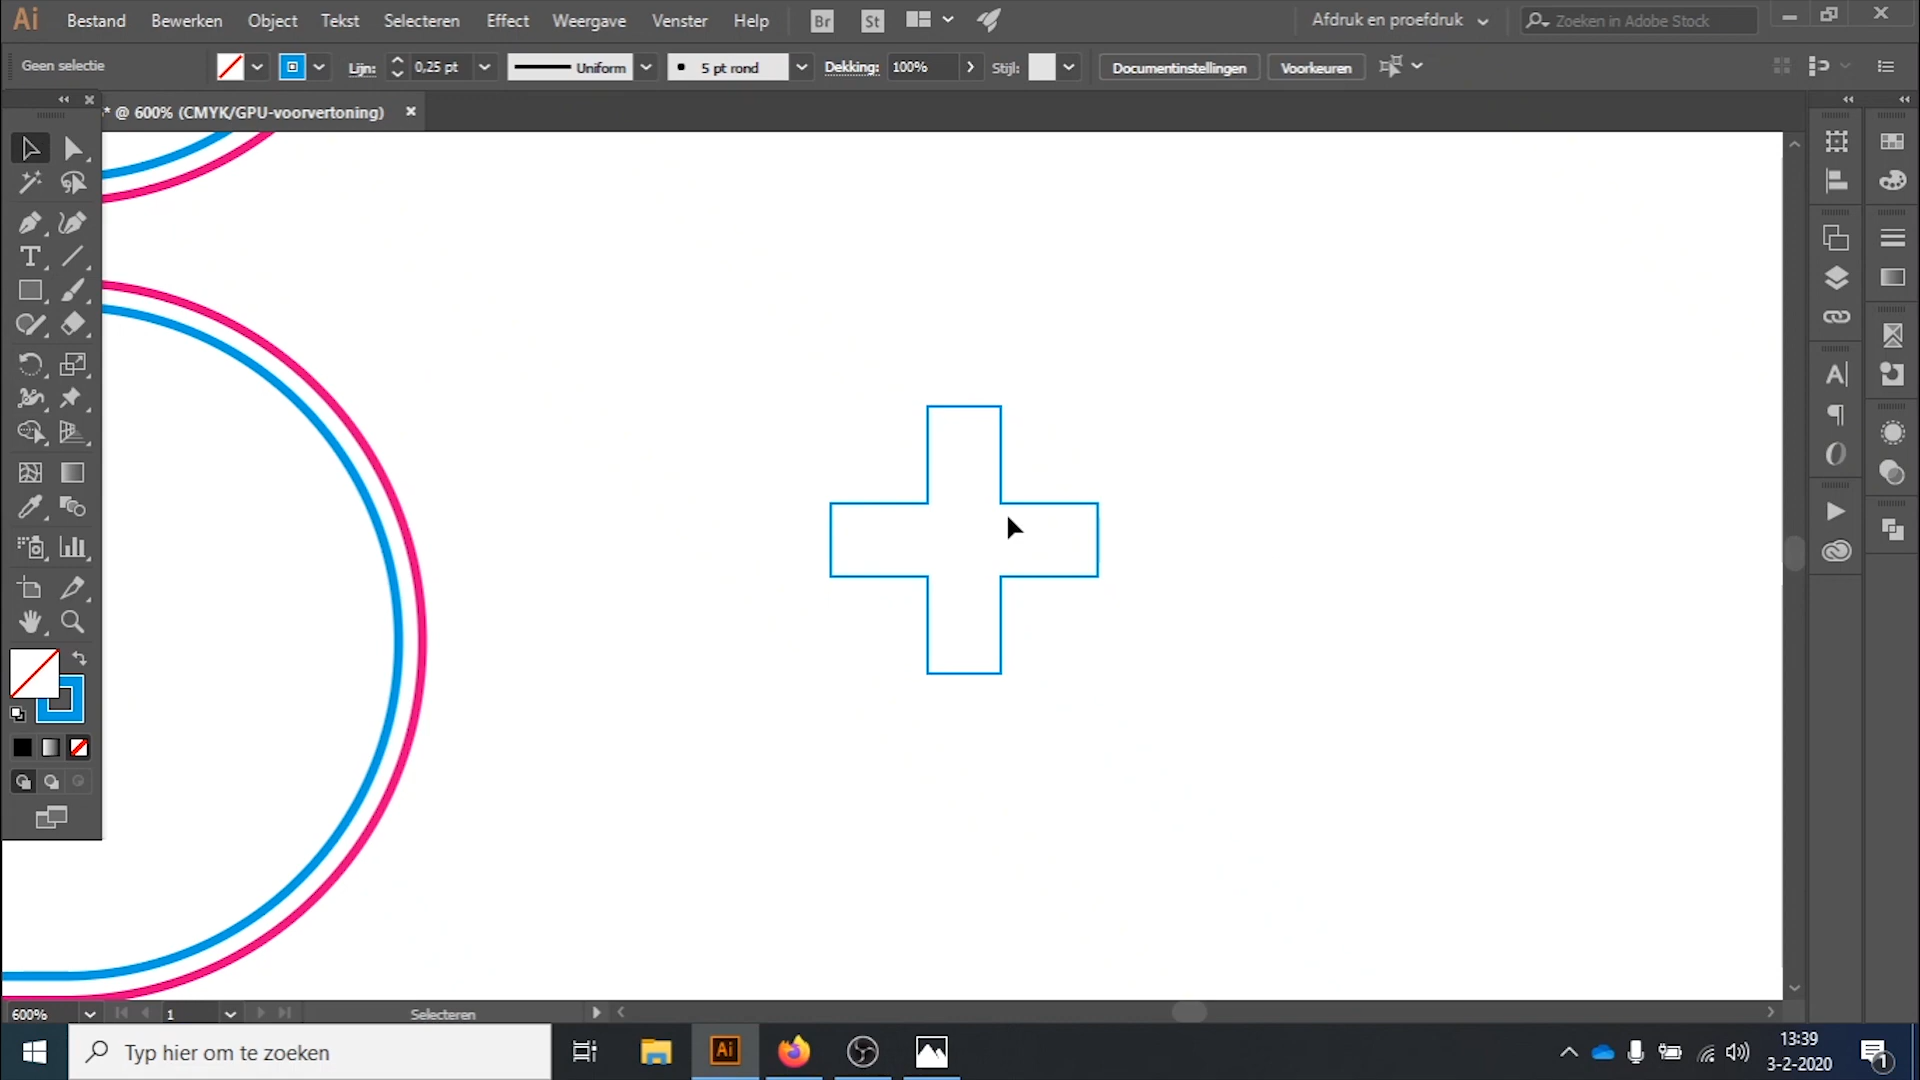 Ai Bestand Bewerken Object Tekst Selecteren Effect Weergave Venster Help Br St Afdruk en proefdruk Zoeken in Adobe Stock
Geen selectie Lijn: 0,25 pt Uniform 5 pt rond Dekking: 100% Stijl: Documentinstellingen Voorkeuren
* @ 600% (CMYK/GPU-voorvertoning)
600% 1 Selecteren
Typ hier om te zoeken
Ai
13:39
3-2-2020
1